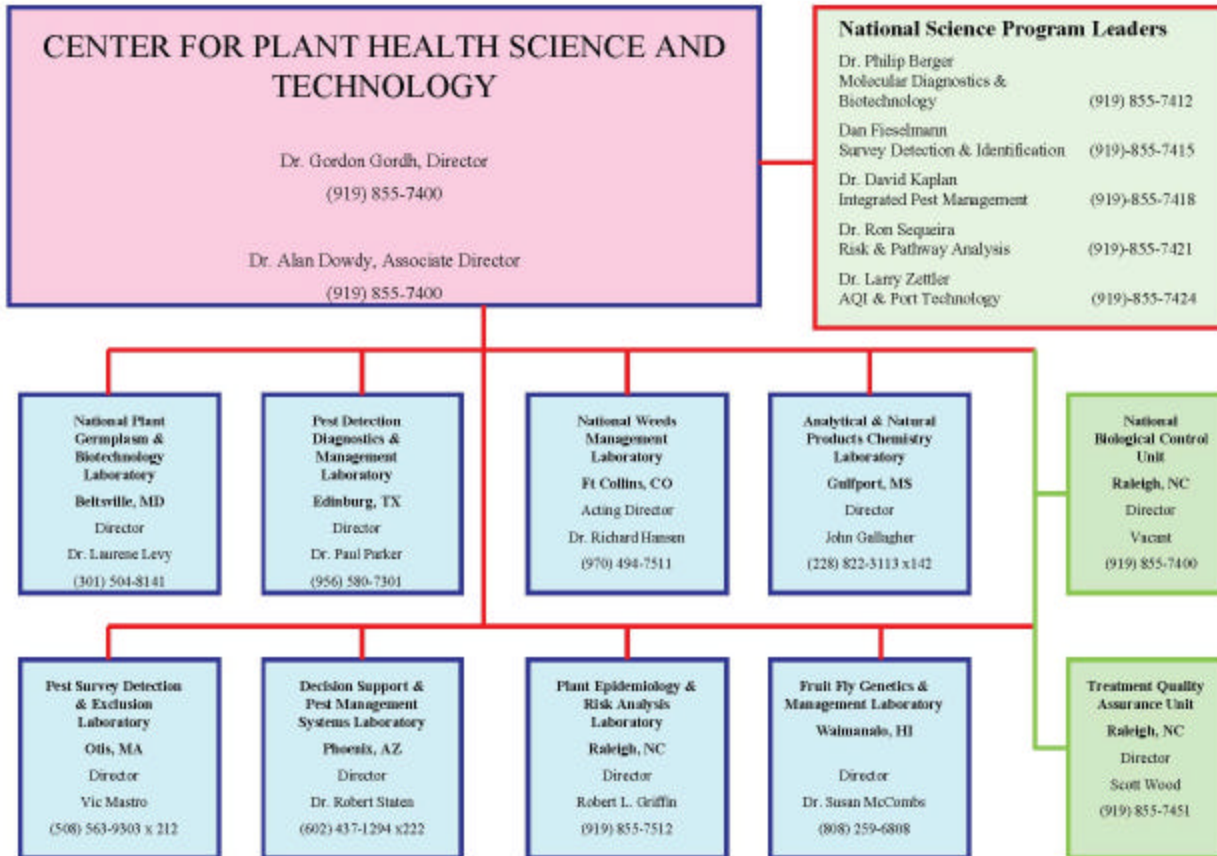 CENTER FOR PLANT HEALTH SCIENCE AND
TECHNOLOGY
Dr. Gordon Gordh, Director
(919) 855-7400
Dr. Alan Dowdy, Associate Director
(919) 855-7400
National Science Program Leaders
Dr. Philip Berger
Molecular Diagnostics &
Biotechnology (919) 855-7412
Dan Fieselmann
Survey Detection & Identification (919)-855-7415
Dr. David Kaplan
Integrated Pest Management (919)-855-7418
Dr. Ron Sequeira
Risk & Pathway Analysis (919)-855-7421
Dr. Larry Zettler
AQI & Port Technology (919)-855-7424
National Plant
Germplasm &
Biotechnology
Laboratory
Beltsville, MD
Director
Dr. Laurene Levy
(301) 504-8141
Pest Detection
Diagnostics &
Management
Laboratory
Edinburg, TX
Director
Dr. Paul Parker
(956) 580-7301
National Weeds
Management
Laboratory
Ft Collins, CO
Acting Director
Dr. Richard Hansen
(970) 494-7511
Analytical & Natural
Products Chemistry
Laboratory
Gulfport, MS
Director
John Gallagher
(228) 822-3113 x142
National
Biological Control
Unit
Raleigh, NC
Director
Vacant
(919) 855-7400
Pest Survey Detection
& Exclusion
Laboratory
Otis, MA
Director
Vic Mastro
(508) 563-9303 x 212
Decision Support &
Pest Management
Systems Laboratory
Phoenix, AZ
Director
Dr. Robert Staten
(602) 437-1294 x222
Plant Epidemiology &
Risk Analysis
Laboratory
Raleigh, NC
Director
Robert L. Griffin
(919) 855-7512
Fruit Fly Genetics &
Management Laboratory
Waimanalo, HI
Director
Dr. Susan McCombs
(808) 259-6808
Treatment Quality
Assurance Unit
Raleigh, NC
Director
Scott Wood
(919) 855-7451